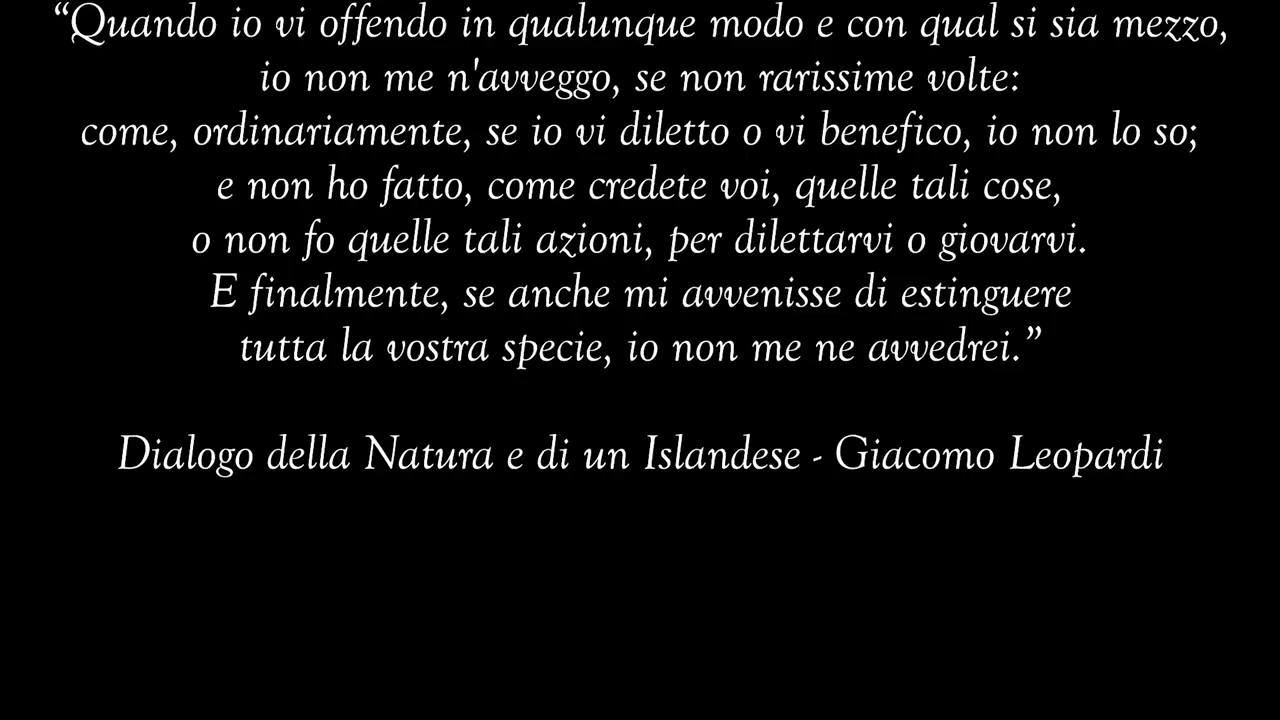 “Quando io vi offendo in qualunque modo e con qual si sia mezzo,
io non me n'avveggo, se non rarissime volte:
come, ordinariamente, se io vi diletto o vi benefico, io non lo so;
e non ho fatto, come credete voi, quelle tali cose,
o non fo quelle tali azioni, per dilettarvi o giovarvi.
E finalmente, se anche mi avvenisse di estinguere
tutta la vostra specie, io non me ne avvedrei.”
Dialogo della Natura e di un Islandese - Giacomo Leopardi